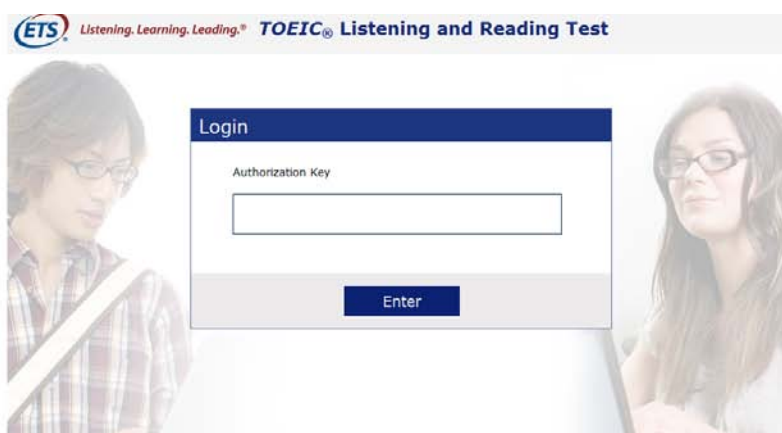 ETS® Listening. Learning. Leading.® TOEIC® Listening and Reading Test
Login
Authorization Key
Enter